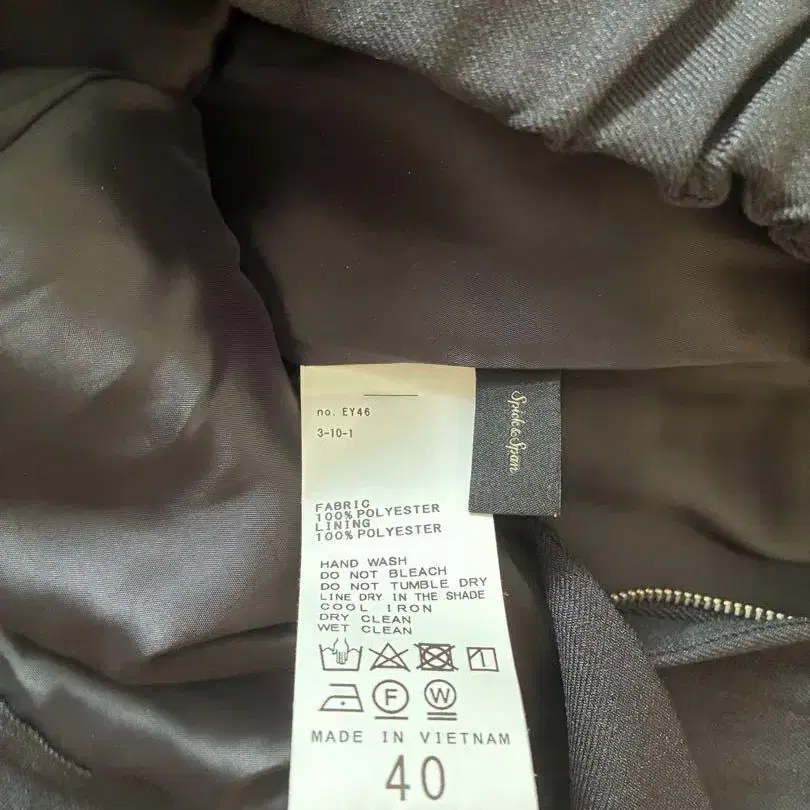 no. EY46
3-10-1
Spick & Span
FABRIC
100% POLYESTER
LINING
100% POLYESTER
HAND WASH
DO NOT BLEACH
DO NOT TUMBLE DRY
LINE DRY IN THE SHADE
COOL IRON
DRY CLEAN
WET CLEAN
F W
MADE IN VIETNAM
40